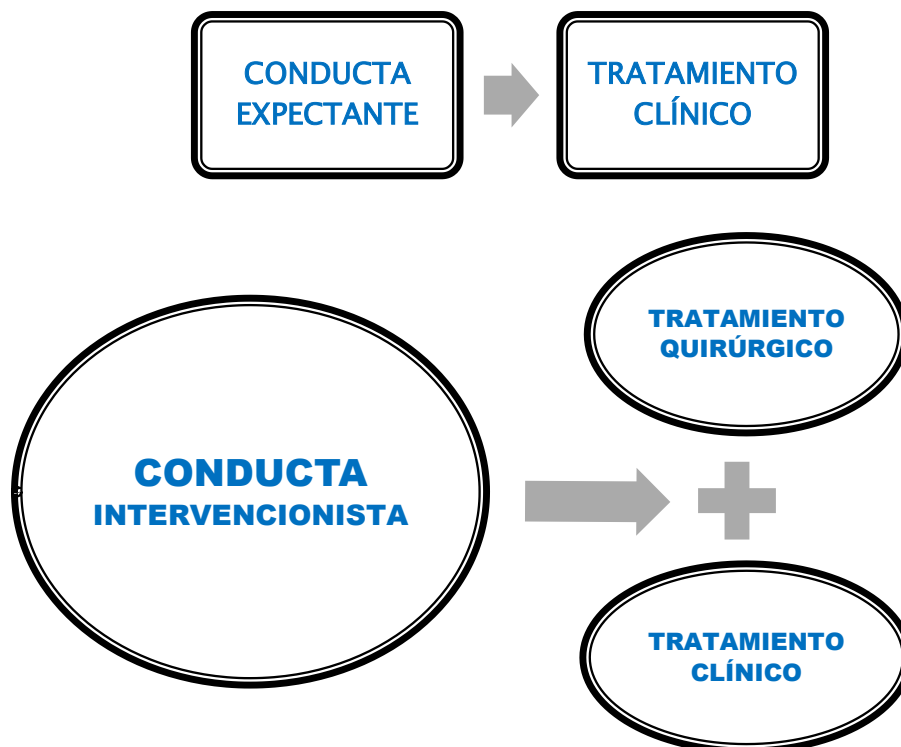 CONDUCTA
EXPECTANTE
TRATAMIENTO
CLÍNICO
TRATAMIENTO
QUIRÚRGICO
CONDUCTA
INTERVENCIONISTA
TRATAMIENTO
CLÍNICO